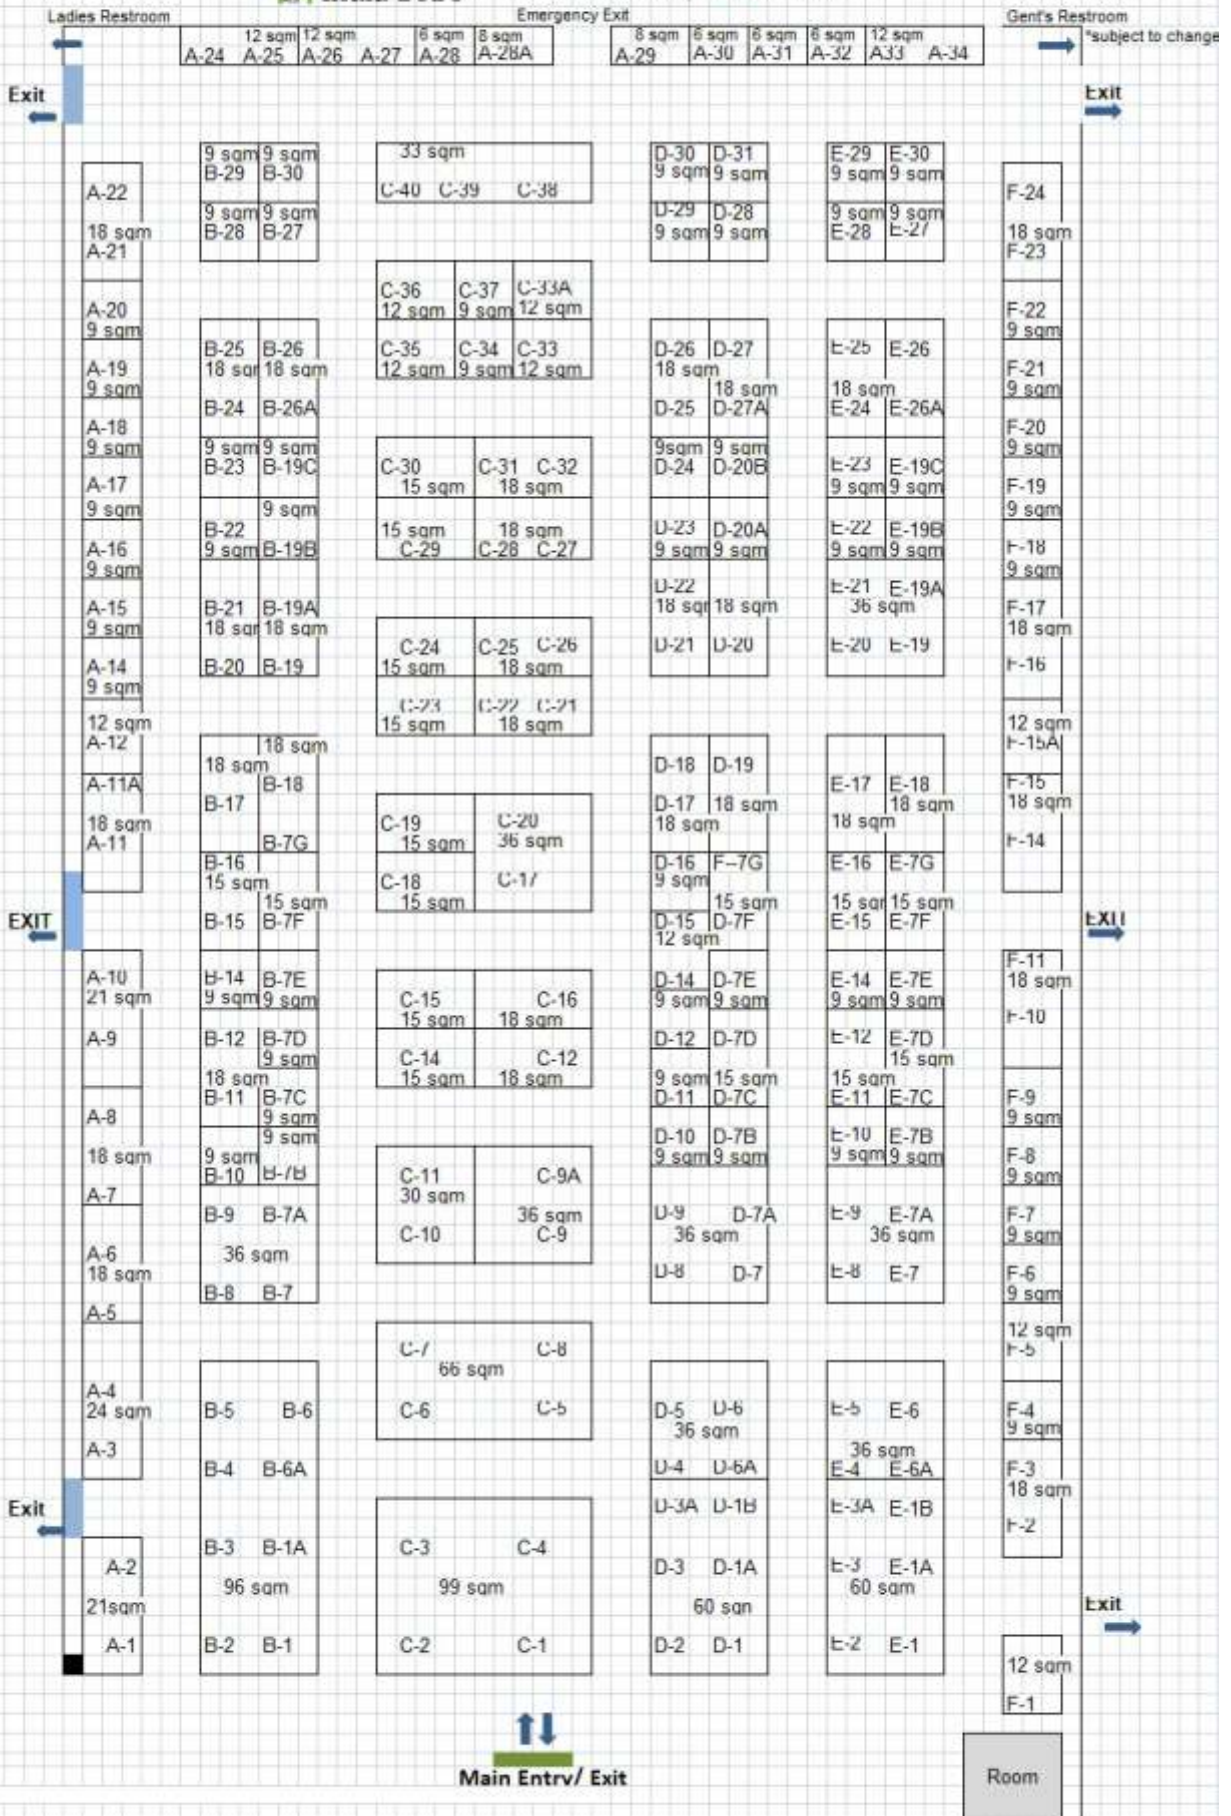 Ladies Restroom
Emergency Exit
Gent's Restroom
*subject to change
12 sqm 12 sqm 6 sqm 8 sqm
A-24 A-25 A-26 A-27 A-28 A-28A
8 sqm 6 sqm 6 sqm 6 sqm 12 sqm
A-29 A-30 A-31 A-32 A33 A-34
Exit
Exit
A-22
18 sqm
A-21
A-20
9 sqm
A-19
9 sqm
A-18
9 sqm
A-17
9 sqm
A-16
9 sqm
A-15
9 sqm
A-14
9 sqm
12 sqm
A-12
A-11A
18 sqm
A-11
EXIT
A-10
21 sqm
A-9
A-8
18 sqm
A-7
A-6
18 sqm
A-5
A-4
24 sqm
A-3
Exit
A-2
21sqm
A-1
9 sqm 9 sqm
B-29 B-30
9 sqm 9 sqm
B-28 B-27
B-25 B-26
18 sqr 18 sqm
B-24 B-26A
9 sqm 9 sqm
B-23 B-19C
9 sqm
B-22
9 sqm B-19B
B-21 B-19A
18 sqr 18 sqm
B-20 B-19
18 sqm
18 sqm
B-18
B-17
B-7G
B-16
15 sqm
15 sqm
B-15 B-7F
B-14 B-7E
9 sqm 9 sqm
B-12 B-7D
9 sqm
18 sqm
B-11 B-7C
9 sqm
9 sqm
9 sqm
B-10 B-7B
B-9 B-7A
36 sqm
B-8 B-7
B-5 B-6
B-4 B-6A
B-3 B-1A
96 sqm
B-2 B-1
33 sqm
C-40 C-39 C-38
C-36 C-37 C-33A
12 sqm 9 sqm 12 sqm
C-35 C-34 C-33
12 sqm 9 sqm 12 sqm
C-30 C-31 C-32
15 sqm 18 sqm
15 sqm 18 sqm
C-29 C-28 C-27
C-24 C-25 C-26
15 sqm 18 sqm
C-23 C-22 C-21
15 sqm 18 sqm
C-19 C-20
15 sqm 36 sqm
C-18 C-17
15 sqm
C-15 C-16
15 sqm 18 sqm
C-14 C-12
15 sqm 18 sqm
C-11 C-9A
30 sqm
36 sqm
C-10 C-9
C-7 C-8
66 sqm
C-6 C-5
C-3 C-4
99 sqm
C-2 C-1
D-30 D-31
9 sqm 9 sqm
D-29 D-28
9 sqm 9 sqm
D-26 D-27
18 sqm
18 sqm
D-25 D-27A
9sqm 9 sqm
D-24 D-20B
D-23 D-20A
9 sqm 9 sqm
D-22
18 sqr 18 sqm
D-21 D-20
D-18 D-19
D-17 18 sqm
18 sqm
D-16 F--7G
9 sqm
15 sqm
D-15 D-7F
12 sqm
D-14 D-7E
9 sqm 9 sqm
D-12 D-7D
9 sqm 15 sqm
D-11 D-7C
D-10 D-7B
9 sqm 9 sqm
D-9 D-7A
36 sqm
D-8 D-7
D-5 D-6
36 sqm
D-4 D-6A
D-3A D-1B
D-3 D-1A
60 sqn
D-2 D-1
E-29 E-30
9 sqm 9 sqm
9 sqm 9 sqm
E-28 E-27
E-25 E-26
18 sqm
E-24 E-26A
E-23 E-19C
9 sqm 9 sqm
E-22 E-19B
9 sqm 9 sqm
E-21 E-19A
36 sqm
E-20 E-19
E-17 E-18
18 sqm
18 sqm
E-16 E-7G
15 sqr 15 sqm
E-15 E-7F
E-14 E-7E
9 sqm 9 sqm
E-12 E-7D
15 sqm
15 sqm
E-11 E-7C
E-10 E-7B
9 sqm 9 sqm
E-9 E-7A
36 sqm
E-8 E-7
E-5 E-6
36 sqm
E-4 E-6A
E-3A E-1B
E-3 E-1A
60 sqm
E-2 E-1
F-24
18 sqm
F-23
F-22
9 sqm
F-21
9 sqm
F-20
9 sqm
F-19
9 sqm
F-18
9 sqm
F-17
18 sqm
F-16
12 sqm
F-15A
F-15
18 sqm
F-14
EXIT
F-11
18 sqm
F-10
F-9
9 sqm
F-8
9 sqm
F-7
9 sqm
F-6
9 sqm
12 sqm
F-5
F-4
9 sqm
F-3
18 sqm
F-2
Exit
12 sqm
F-1
Main Entry/ Exit
Room